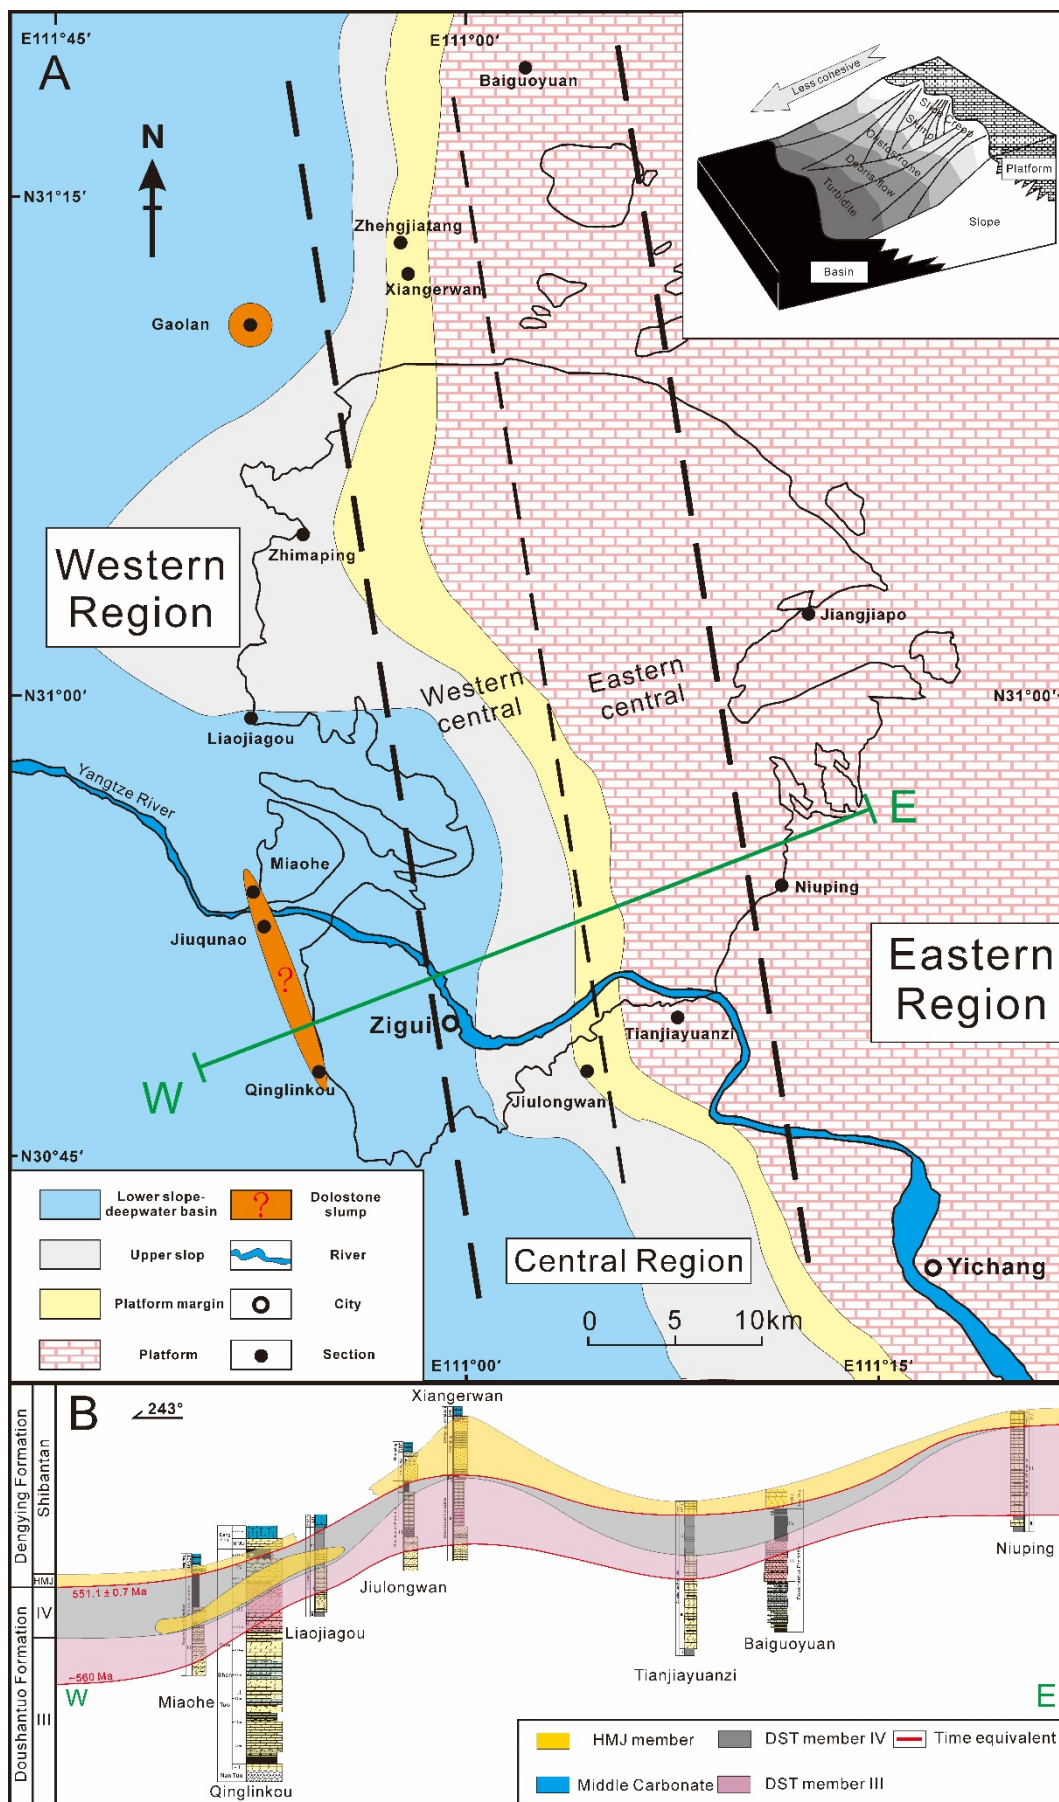 E111°45′
E111°00′
A
N
N31°15′
Baiguoyuan
Less cohesive
Slide Creep
Slump
Olistostrome
Debris flow
Turbidite
Platform
Slope
Basin
Zhengjiatang
Xiangerwan
Gaolan
Western
Region
Zhimaping
Jiangjiapo
Western
central
Eastern
central
N31°00′
N31°00′
Liaojiagou
Yangtze River
Miaohe
E
Niuping
Jiuqunao
?
Eastern
Region
Zigui
Tianjiayuanzi
W
Qinglinkou
Jiulongwan
N30°45′
Lower slope-
deepwater basin
?
Dolostone
slump
Upper slop
River
Platform margin
City
Platform
Section
Central Region
0 5 10km
Yichang
E111°00′
E111°15′
B
243°
Xiangerwan
Dengying Formation
Shibantan
HMJ
Doushantuo Formation
IV
III
551.1 ± 0.7 Ma
~560 Ma
W
E
Miaohe
Qinglinkou
Liaojiagou
Jiulongwan
Tianjiayuanzi
Baiguoyuan
Niuping
Nan Tuo
HMJ member
DST member IV
Time equivalent
Middle Carbonate
DST member III